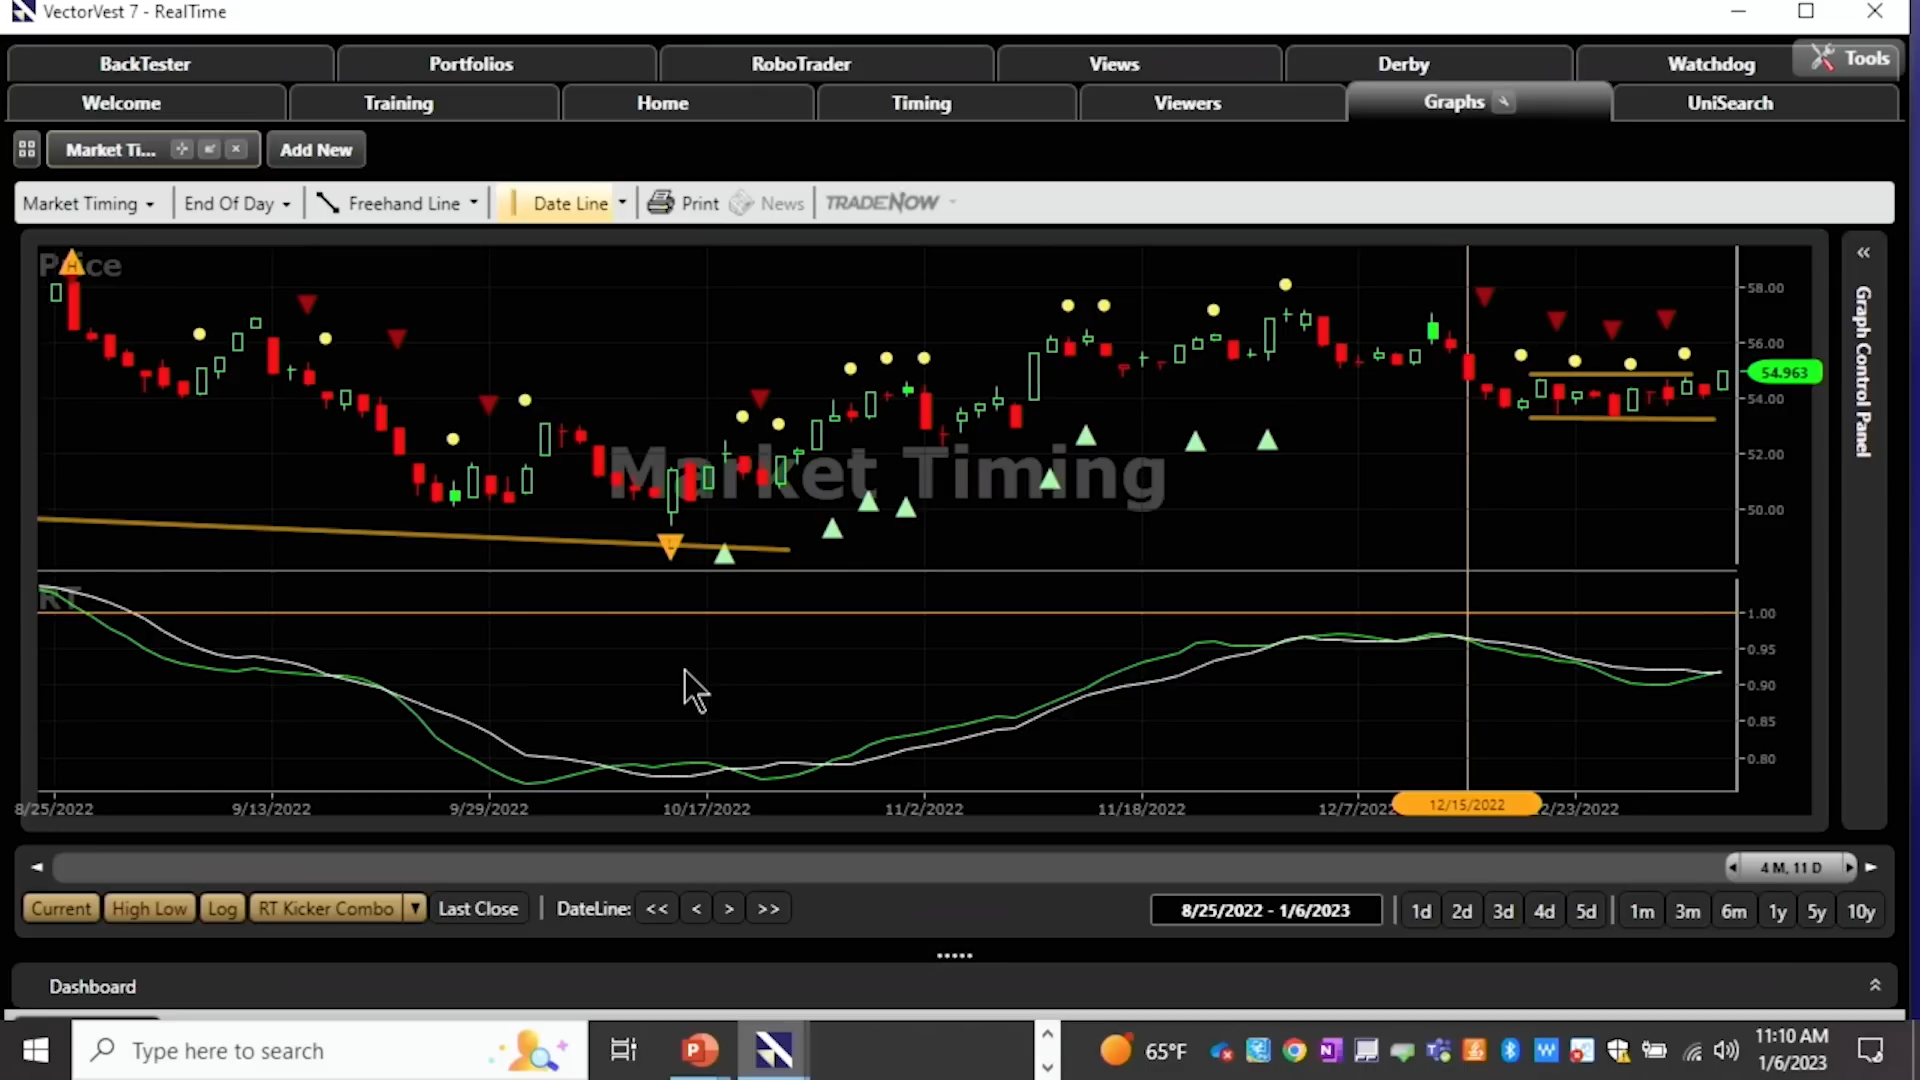 VectorVest 7 - RealTime
BackTester
Portfolios
RoboTrader
Views
Derby
Watchdog
Tools
Welcome
Training
Home
Timing
Viewers
Graphs
UniSearch
Market Ti...
Add New
Market Timing
End Of Day
Freehand Line
Date Line
Print
News
TRADENOW
Price
H
58.00
56.00
54.963
54.00
52.00
50.00
Market Timing
L
Graph Control Panel
RT
1.00
0.95
0.90
0.85
0.80
8/25/2022
9/13/2022
9/29/2022
10/17/2022
11/2/2022
11/18/2022
12/7/2022
12/15/2022
2/23/2022
4 M, 11 D
Current
High Low
Log
RT Kicker Combo
Last Close
DateLine:
<<
<
>
>>
8/25/2022 - 1/6/2023
1d
2d
3d
4d
5d
1m
3m
6m
1y
5y
10y
Dashboard
Type here to search
65°F
11:10 AM
1/6/2023